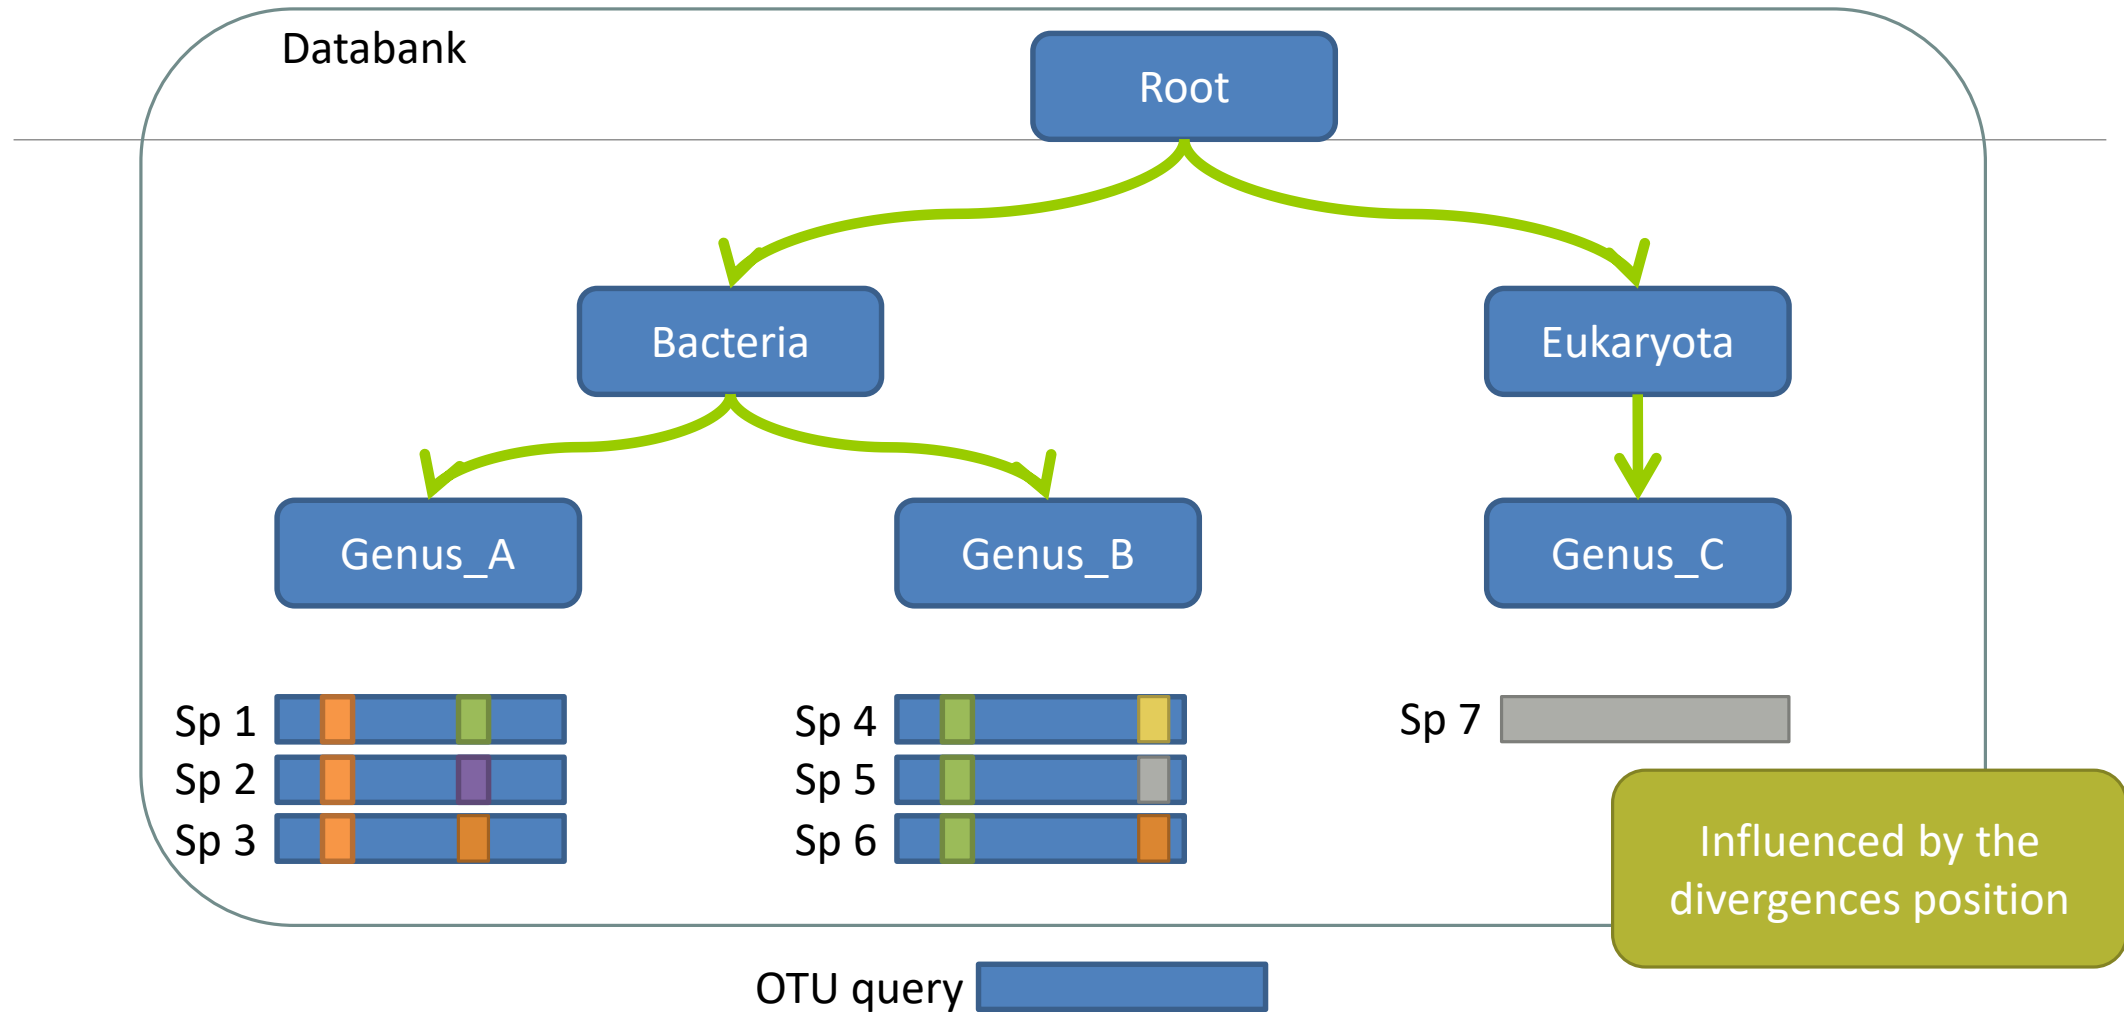 Databank
Root
Bacteria
Eukaryota
Genus_A
Genus_B
Genus_C
Sp 1
Sp 2
Sp 3
Sp 4
Sp 5
Sp 6
Sp 7
Influenced by the
divergences position
OTU query